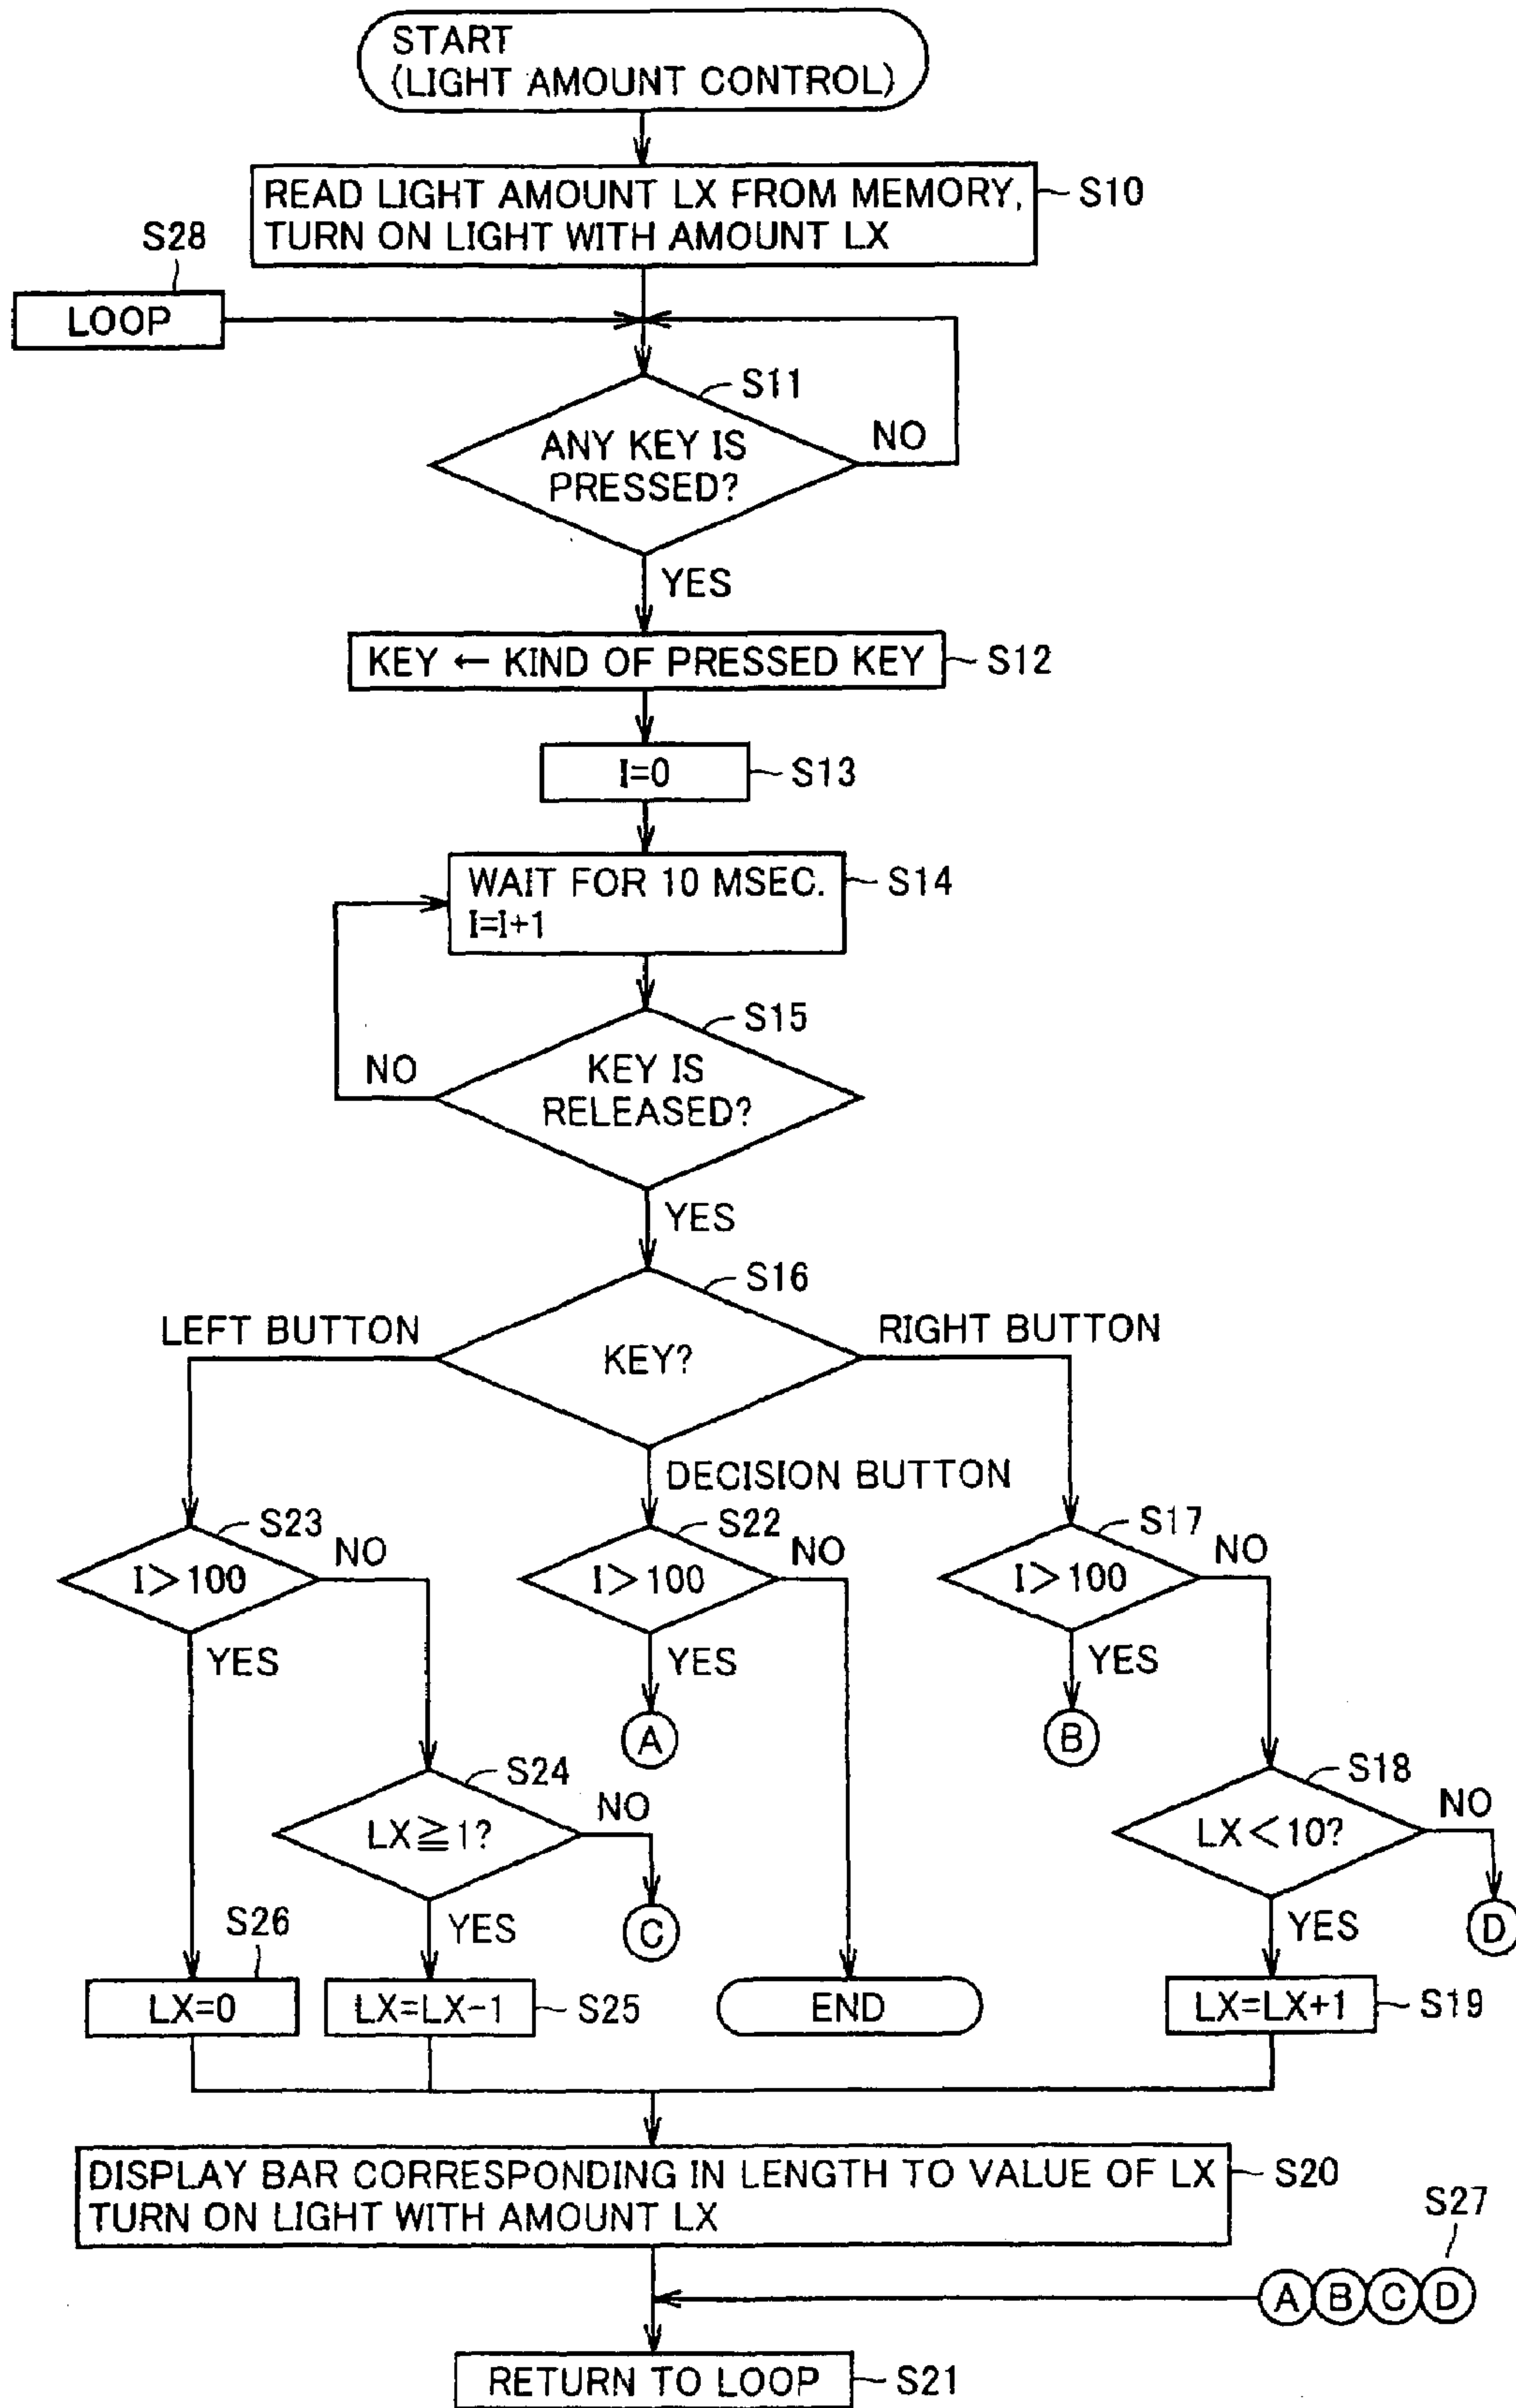 START
(LIGHT AMOUNT CONTROL)
READ LIGHT AMOUNT LX FROM MEMORY,
TURN ON LIGHT WITH AMOUNT LX
S10
S28
LOOP
S11
ANY KEY IS
PRESSED?
NO
YES
KEY ← KIND OF PRESSED KEY
S12
I=0
S13
WAIT FOR 10 MSEC.
I=I+1
S14
S15
KEY IS
RELEASED?
NO
YES
S16
LEFT BUTTON
KEY?
RIGHT BUTTON
DECISION BUTTON
S23
I>100
NO
YES
S22
I>100
NO
YES
S17
I>100
NO
YES
A
B
S24
LX≧1?
NO
YES
C
S18
LX<10?
NO
YES
D
S26
LX=0
LX=LX-1
S25
END
LX=LX+1
S19
DISPLAY BAR CORRESPONDING IN LENGTH TO VALUE OF LX
TURN ON LIGHT WITH AMOUNT LX
S20
S27
A B C D
RETURN TO LOOP
S21